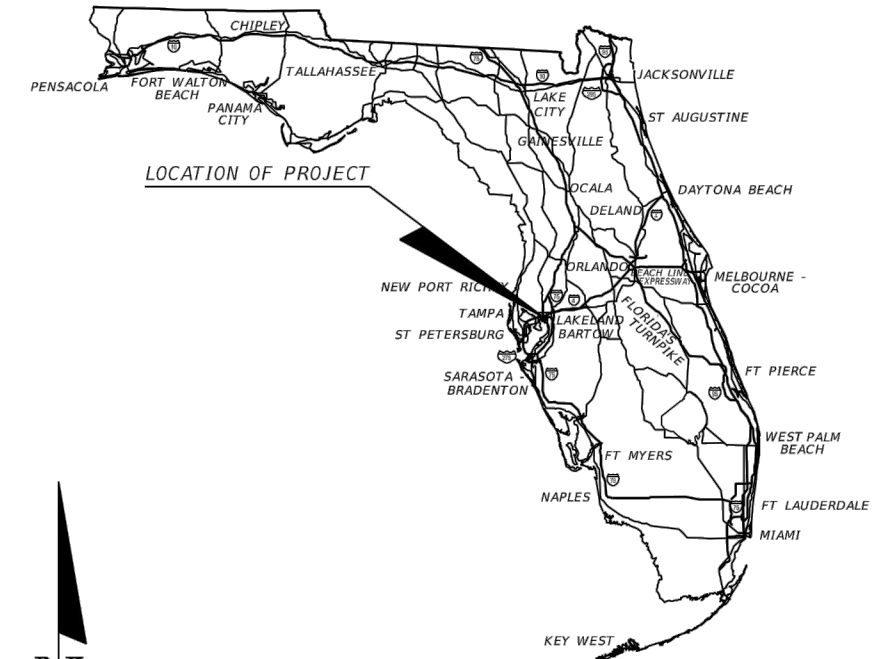 CHIPLEY
PENSACOLA
FORT WALTON
BEACH
PANAMA
CITY
TALLAHASSEE
LAKE
CITY
JACKSONVILLE
ST AUGUSTINE
GAINESVILLE
LOCATION OF PROJECT
OCALA
DELAND
DAYTONA BEACH
ORLANDO
BEACH LINE
EXPRESSWAY
MELBOURNE -
COCOA
NEW PORT RICHEY
TAMPA
ST PETERSBURG
LAKELAND
BARTOW
FLORIDA'S
TURNPIKE
SARASOTA -
BRADENTON
FT PIERCE
WEST PALM
BEACH
FT MYERS
NAPLES
FT LAUDERDALE
MIAMI
KEY WEST